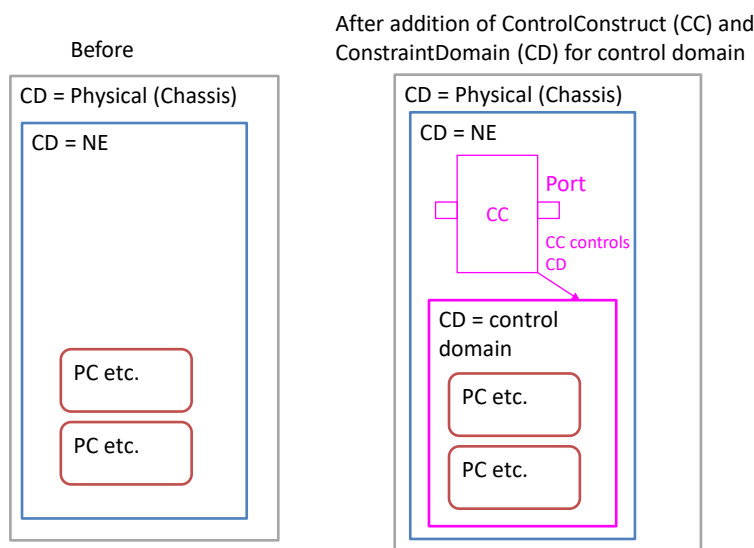 Before
CD = Physical (Chassis)
CD = NE
PC etc.
PC etc.
After addition of ControlConstruct (CC) and
ConstraintDomain (CD) for control domain
CD = Physical (Chassis)
CD = NE
Port
CC
CC controls
CD
CD = control
domain
PC etc.
PC etc.